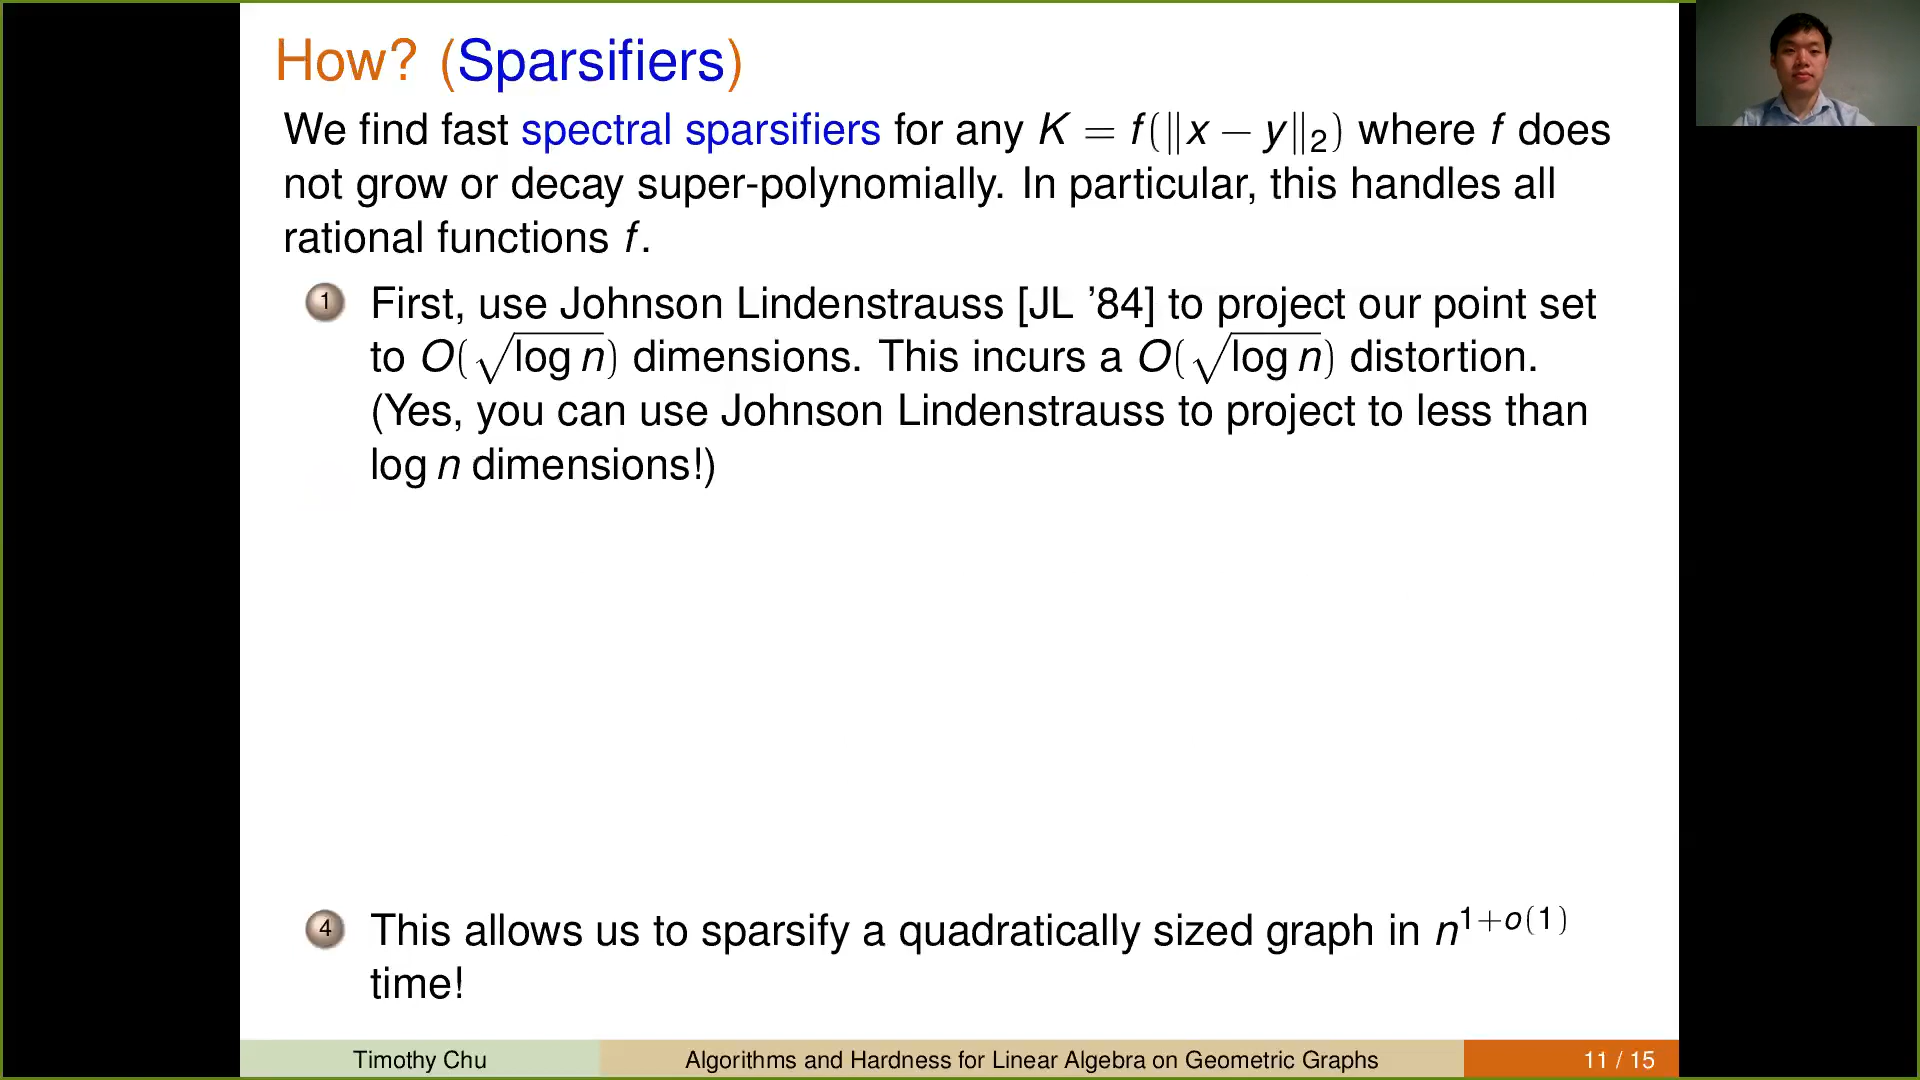 How? (Sparsifiers)
We find fast spectral sparsifiers for any K = f(‖x − y‖₂) where f does
not grow or decay super-polynomially. In particular, this handles all
rational functions f.
1 First, use Johnson Lindenstrauss [JL ’84] to project our point set
to O(√log n) dimensions. This incurs a O(√log n) distortion.
(Yes, you can use Johnson Lindenstrauss to project to less than
log n dimensions!)
4 This allows us to sparsify a quadratically sized graph in n^{1+o(1)}
time!
Timothy Chu Algorithms and Hardness for Linear Algebra on Geometric Graphs 11 / 15